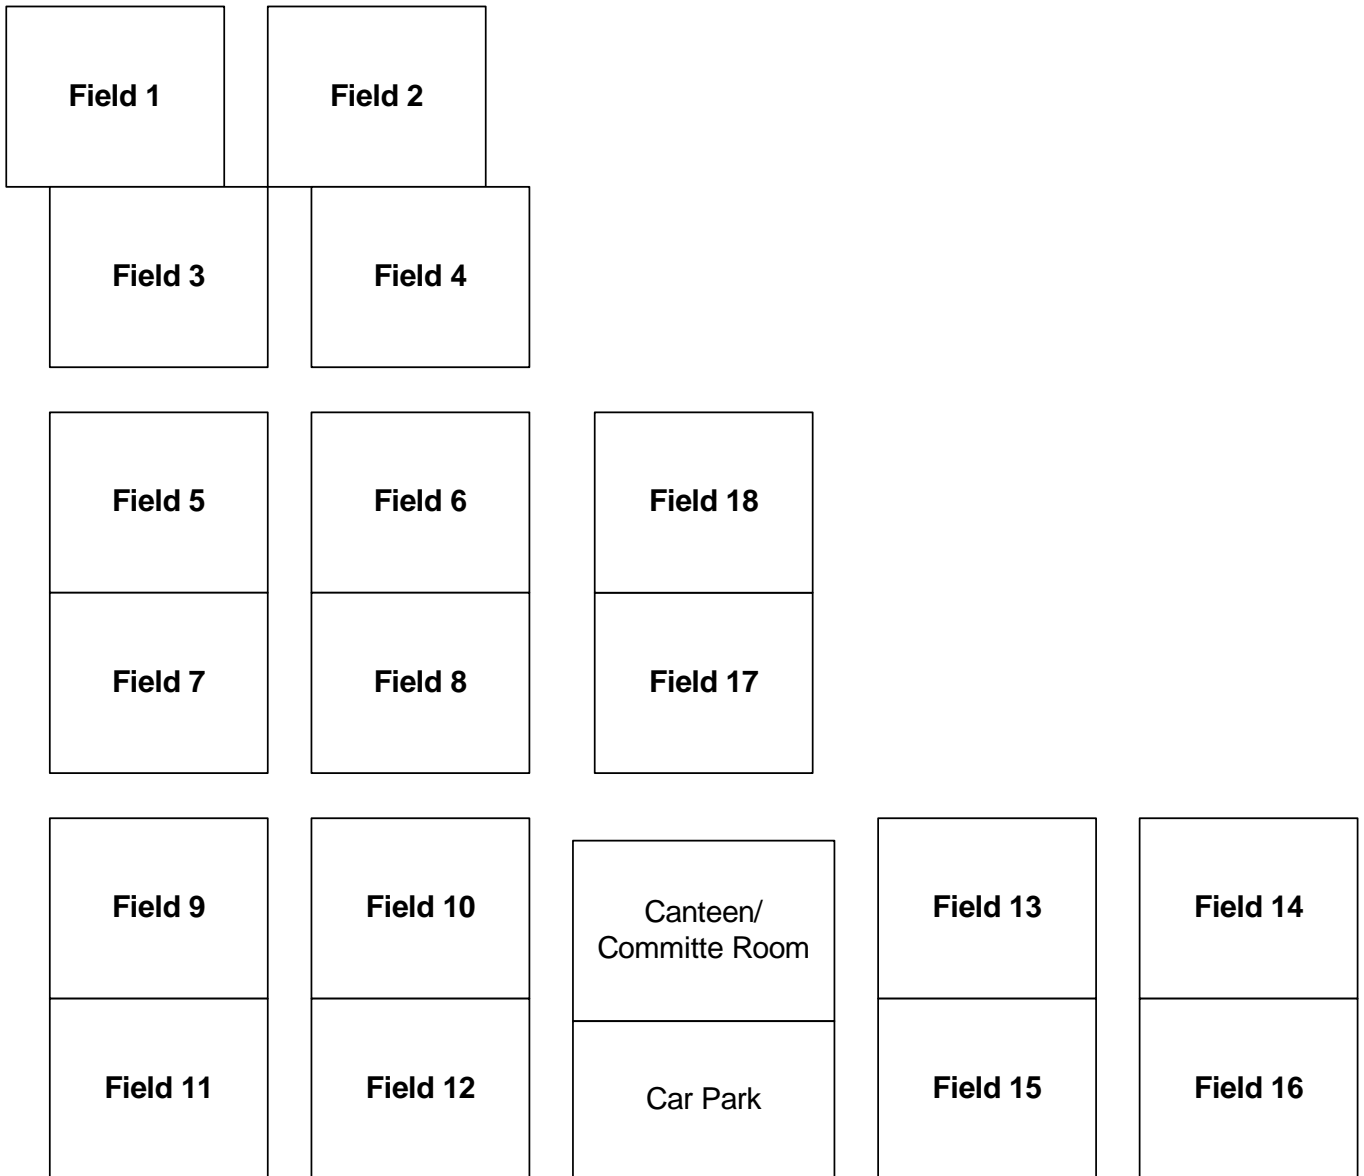 Field 1
Field 2
Field 3
Field 4
Field 5
Field 6
Field 18
Field 7
Field 8
Field 17
Field 9
Field 10
Canteen/
Committe Room
Field 13
Field 14
Field 11
Field 12
Car Park
Field 15
Field 16